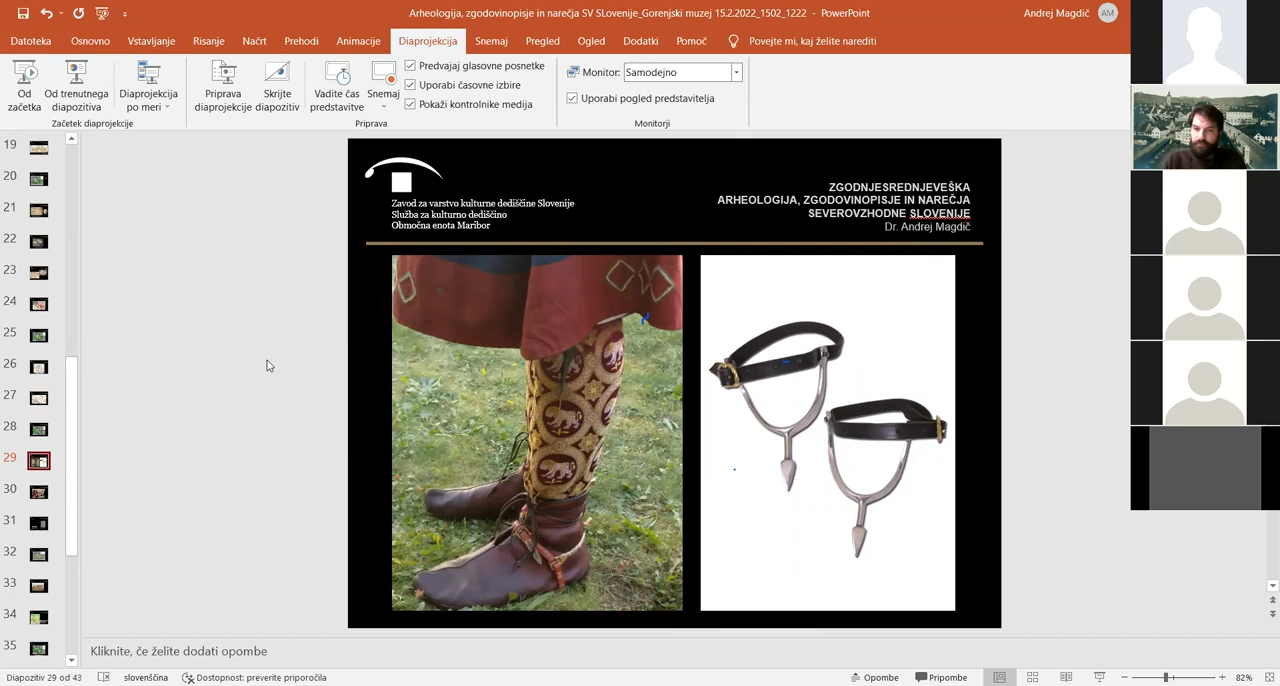 Arheologija, zgodovinopisje in narečja SV SLovenije_Gorenjski muzej 15.2.2022_1502_1222 - PowerPoint
Andrej Magdič
AM
Datoteka Osnovno Vstavljanje Risanje Načrt Prehodi Animacije Diaprojekcija Snemaj Pregled Ogled Dodatki Pomoč Povejte mi, kaj želite narediti
Od začetka
Od trenutnega diapozitiva
Diaprojekcija po meri
Začetek diaprojekcije
Priprava diaprojekcije
Skrijte diapozitiv
Vadite čas predstavitve
Snemaj
Predvajaj glasovne posnetke
Uporabi časovne izbire
Pokaži kontrolnike medija
Priprava
Monitor: Samodejno
Uporabi pogled predstavitelja
Monitorji
19
20
21
22
23
24
25
26
27
28
29
30
31
32
33
34
35
Zavod za varstvo kulturne dediščine Slovenije
Služba za kulturno dediščino
Območna enota Maribor
ZGODNJESREDNJEVEŠKA
ARHEOLOGIJA, ZGODOVINOPISJE IN NAREČJA
SEVEROVZHODNE SLOVENIJE
Dr. Andrej Magdič
Kliknite, če želite dodati opombe
Diapozitiv 29 od 43 slovenščina Dostopnost: preverite priporočila Opombe Pripombe 82%